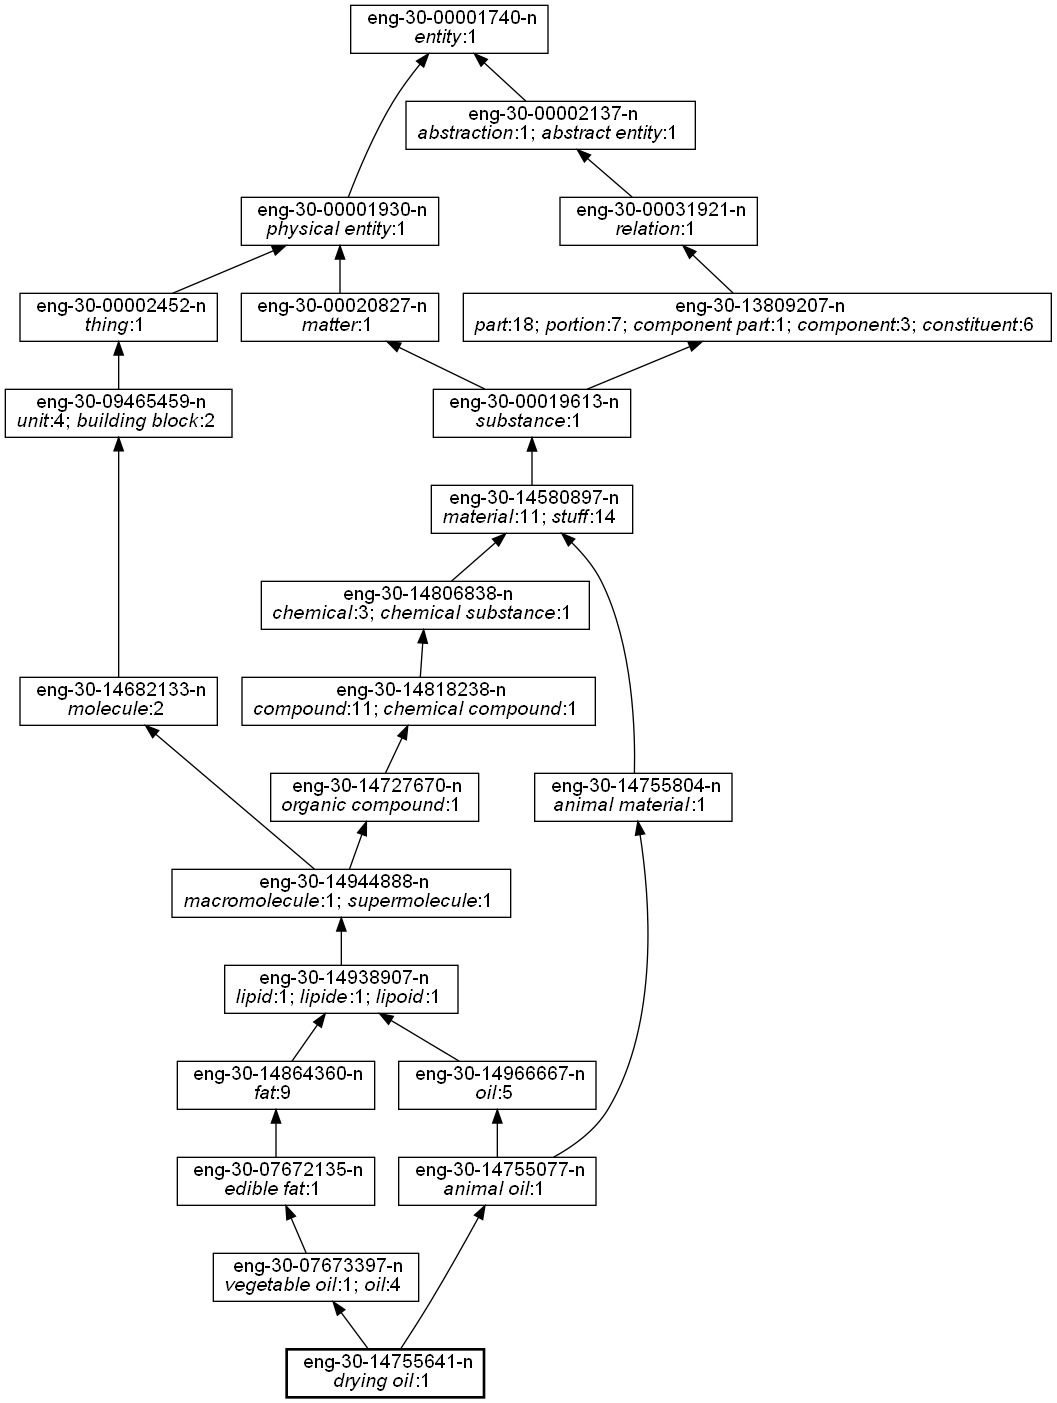 eng-30-00001740-n
entity:1
eng-30-00002137-n
abstraction:1; abstract entity:1
eng-30-00001930-n
physical entity:1
eng-30-00031921-n
relation:1
eng-30-00002452-n
thing:1
eng-30-00020827-n
matter:1
eng-30-13809207-n
part:18; portion:7; component part:1; component:3; constituent:6
eng-30-09465459-n
unit:4; building block:2
eng-30-00019613-n
substance:1
eng-30-14580897-n
material:11; stuff:14
eng-30-14806838-n
chemical:3; chemical substance:1
eng-30-14682133-n
molecule:2
eng-30-14818238-n
compound:11; chemical compound:1
eng-30-14727670-n
organic compound:1
eng-30-14755804-n
animal material:1
eng-30-14944888-n
macromolecule:1; supermolecule:1
eng-30-14938907-n
lipid:1; lipide:1; lipoid:1
eng-30-14864360-n
fat:9
eng-30-14966667-n
oil:5
eng-30-07672135-n
edible fat:1
eng-30-14755077-n
animal oil:1
eng-30-07673397-n
vegetable oil:1; oil:4
eng-30-14755641-n
drying oil:1